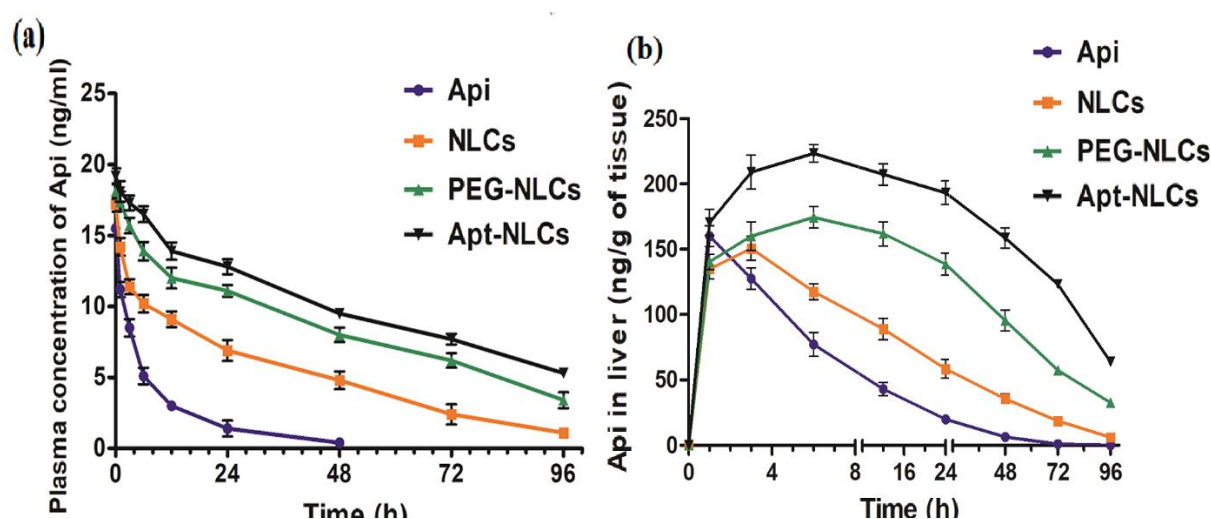 (a)
Plasma concentration of Api (ng/ml)
25
20
15
10
5
0
0 24 48 72 96
Time (h)
Api
NLCs
PEG-NLCs
Apt-NLCs
(b)
Api in liver (ng/g of tissue)
250
200
150
100
50
0
0 4 8 16 24 48 72 96
Time (h)
Api
NLCs
PEG-NLCs
Apt-NLCs